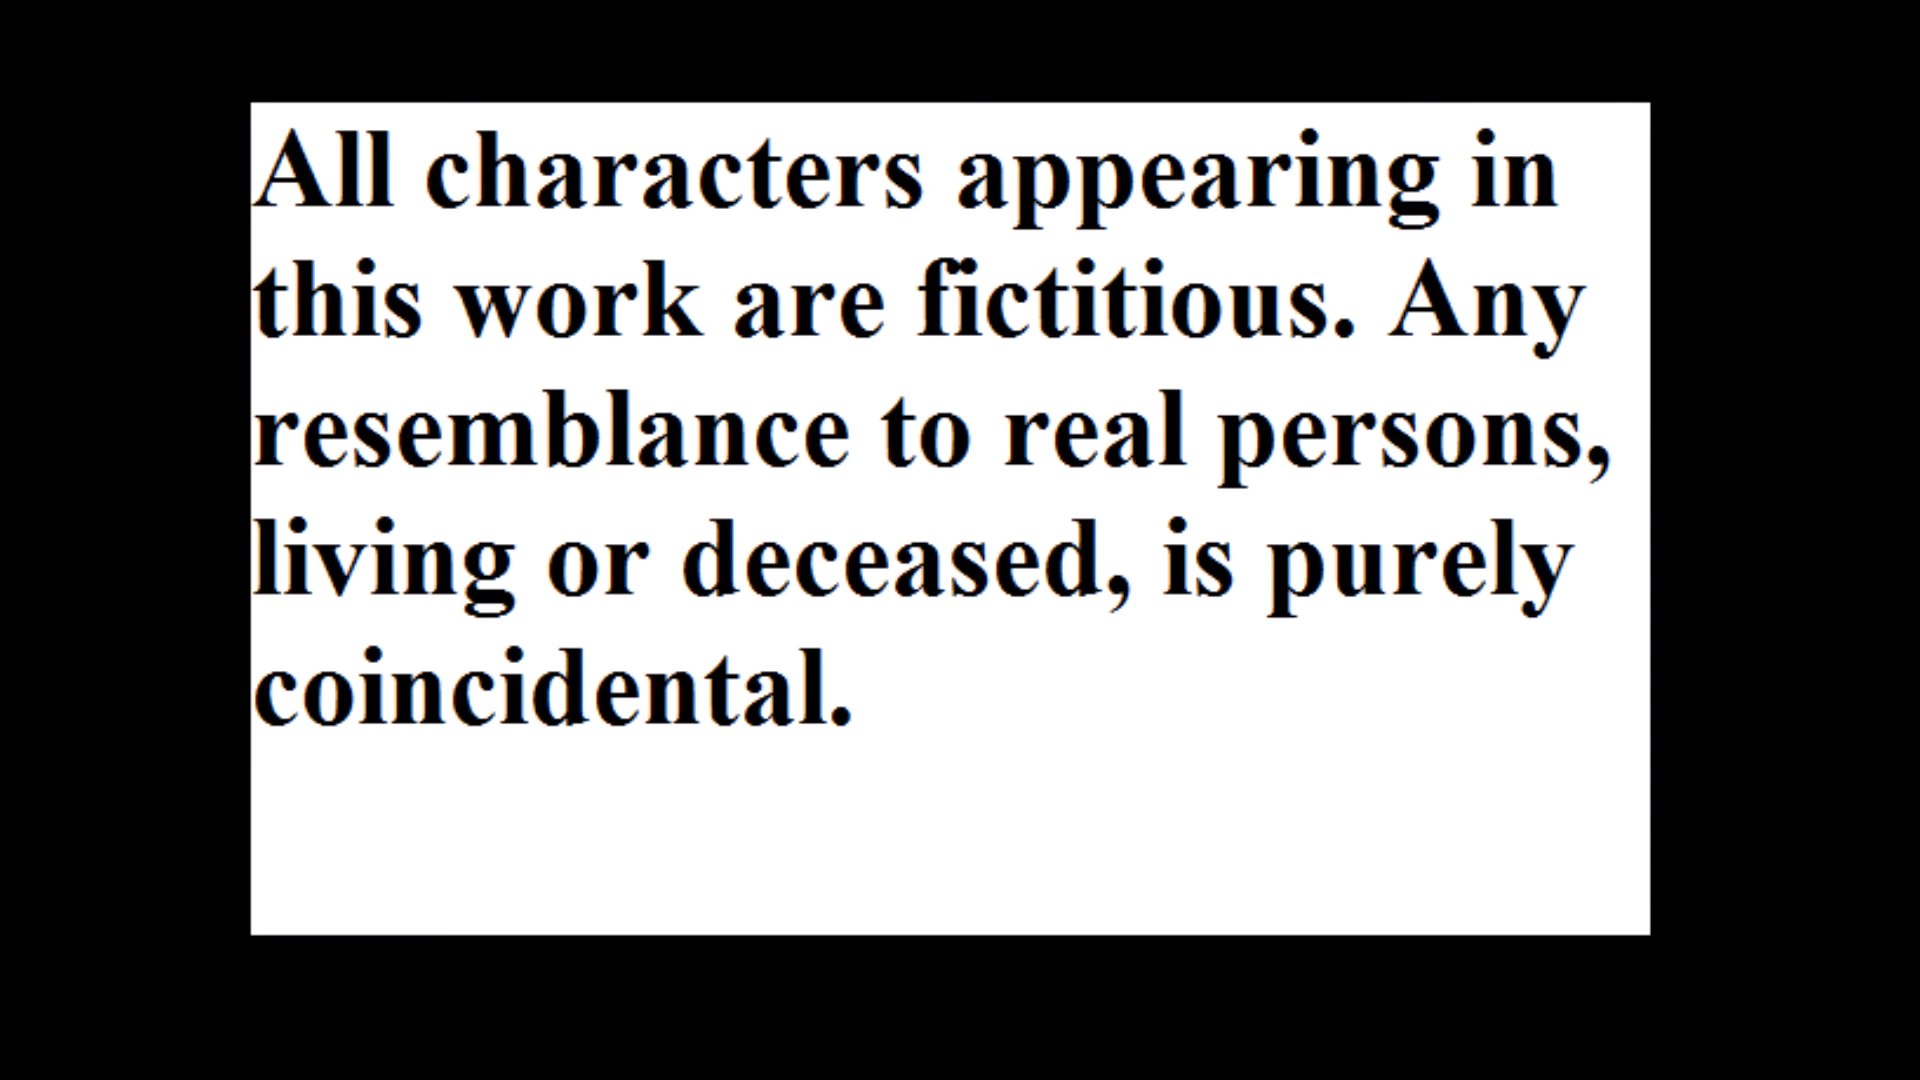 All characters appearing in
this work are fictitious. Any
resemblance to real persons,
living or deceased, is purely
coincidental.